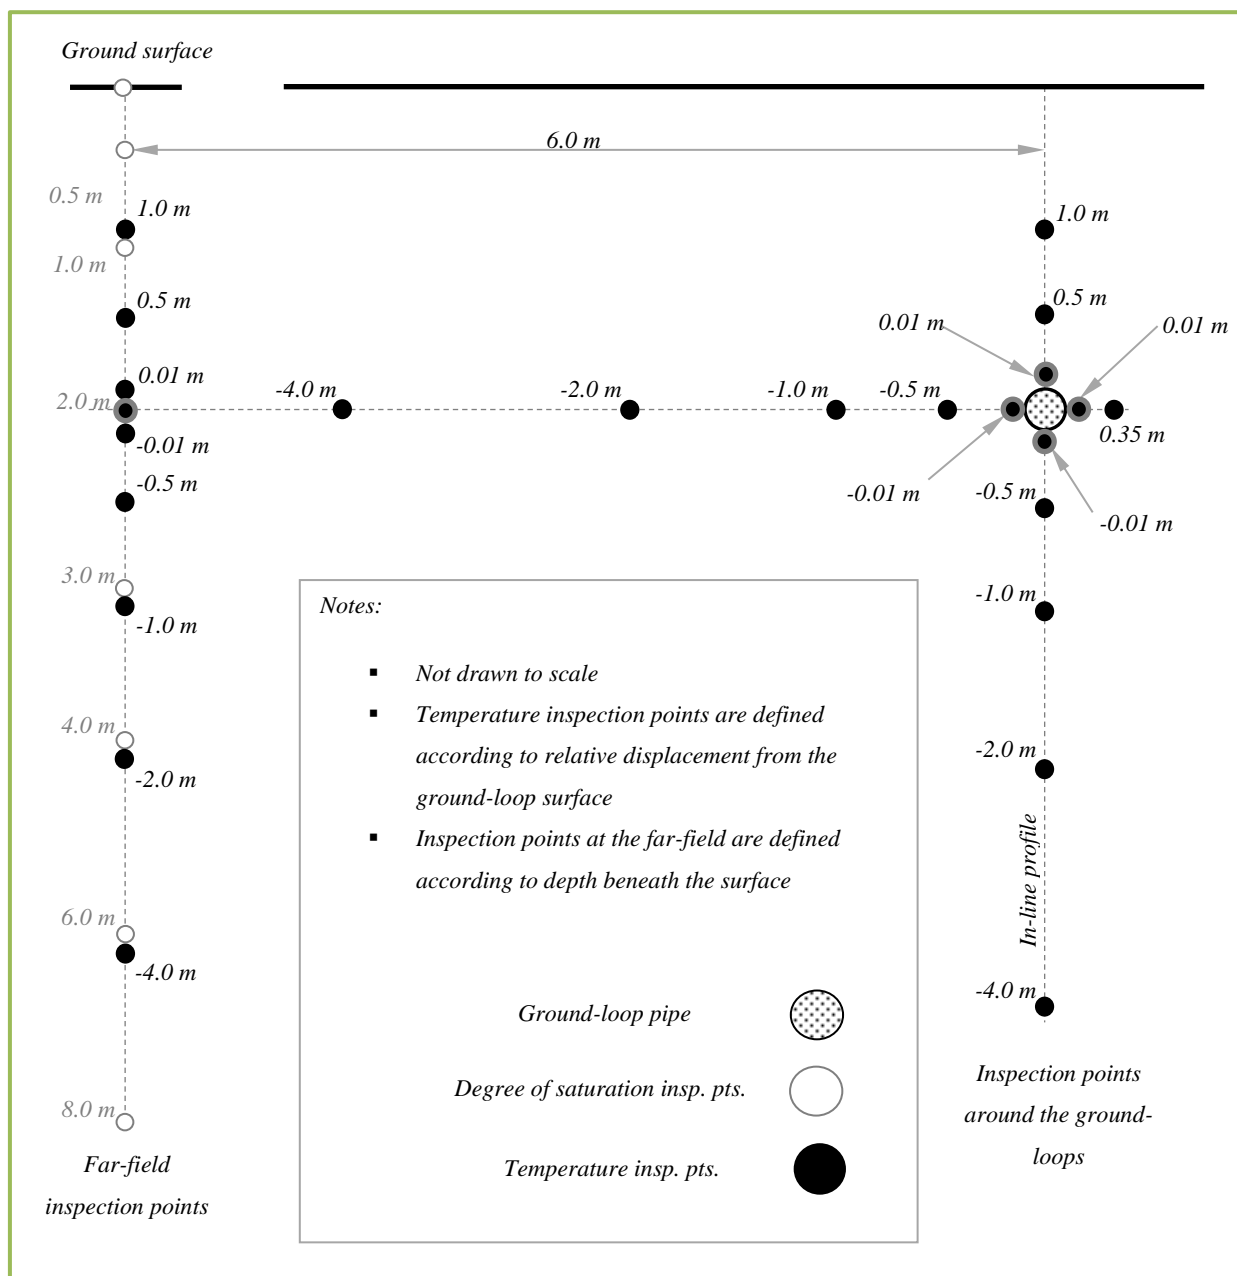 Ground surface
6.0 m
0.5 m
1.0 m
1.0 m
1.0 m
0.5 m
0.5 m
0.01 m
0.01 m
0.01 m
2.0 m
-4.0 m
-2.0 m
-1.0 m
-0.5 m
-0.01 m
0.35 m
-0.5 m
-0.01 m
-0.5 m
-0.01 m
3.0 m
-1.0 m
-1.0 m
4.0 m
-2.0 m
-2.0 m
6.0 m
-4.0 m
8.0 m
Far-field
inspection points
Notes:
▪ Not drawn to scale
▪ Temperature inspection points are defined
according to relative displacement from the
ground-loop surface
▪ Inspection points at the far-field are defined
according to depth beneath the surface
Ground-loop pipe
Degree of saturation insp. pts.
Temperature insp. pts.
In-line profile
-4.0 m
Inspection points
around the ground-
loops